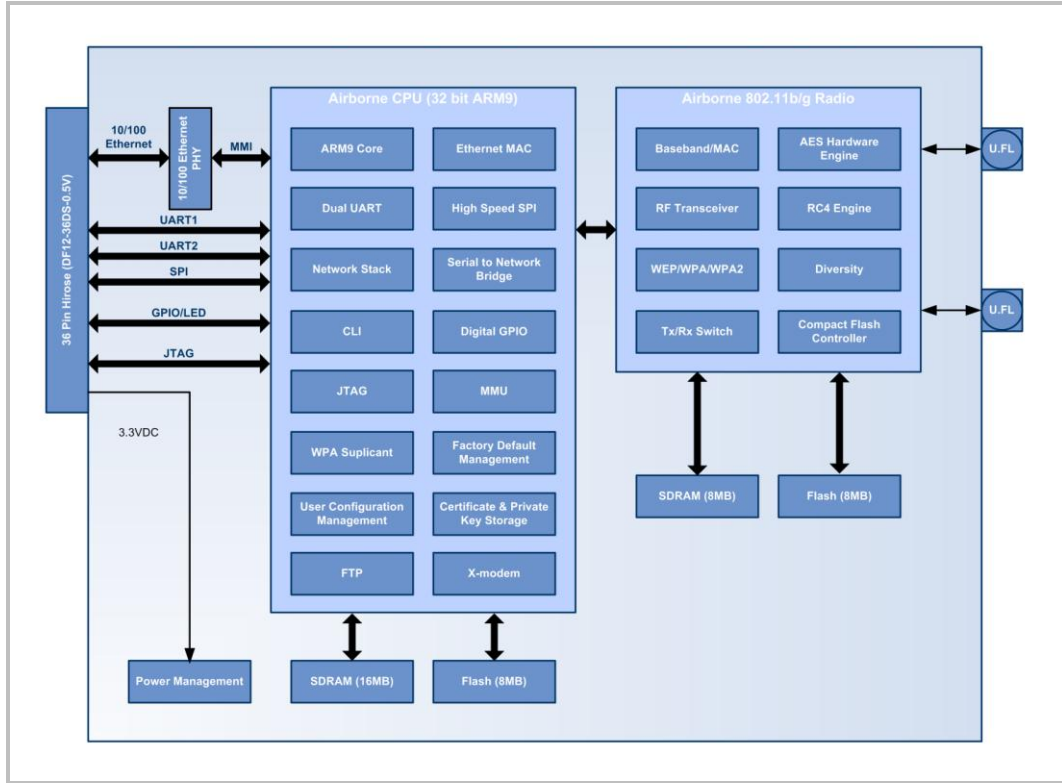 Airborne CPU (32 bit ARM9)
Airborne 802.11b/g Radio
36 Pin Hirose (DF12-36DS-0.5V)
10/100
Ethernet
10/100 Ethernet
PHY
MMI
UART1
UART2
SPI
GPIO/LED
JTAG
3.3VDC
ARM9 Core
Ethernet MAC
Dual UART
High Speed SPI
Network Stack
Serial to Network
Bridge
CLI
Digital GPIO
JTAG
MMU
WPA Suplicant
Factory Default
Management
User Configuration
Management
Certificate & Private
Key Storage
FTP
X-modem
Baseband/MAC
AES Hardware
Engine
RF Transceiver
RC4 Engine
WEP/WPA/WPA2
Diversity
Tx/Rx Switch
Compact Flash
Controller
U.FL
U.FL
SDRAM (8MB)
Flash (8MB)
Power Management
SDRAM (16MB)
Flash (8MB)